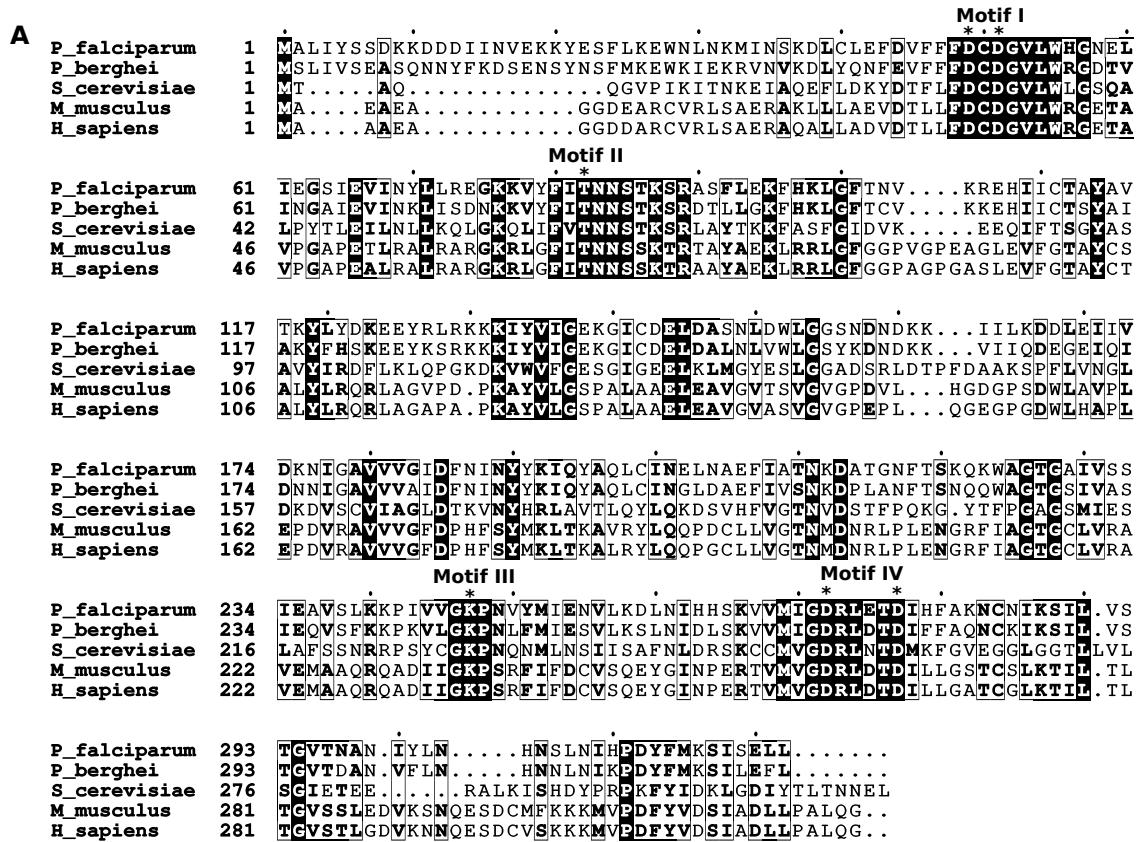 A
Motif I
* *
P_falciparum 1 MALIYSSDKKDDDIINVEKKYESFLKEWNLNKMINSKDLCLEFDVFFFDCDGVLWHGNEL
P_berghei 1 MSLIVSEASQNNYFKDSENSYNSFMKEWKIEKRVNVKDLYQNFEVFFFDCDGVLWRGDTV
S_cerevisiae 1 MT.....AQ..............QGVPIKITNKEIAQEFLDKYDTFLFDCDGVLWLGSQA
M_musculus 1 MA....EAEA...........GGDEARCVRLSAERAKLLLAEVDTLLFDCDGVLWRGETA
H_sapiens 1 MA....AAEA...........GGDDARCVRLSAERAQALLADVDTLLFDCDGVLWRGETA
Motif II
*
P_falciparum 61 IEGSIEVINYLLREGKKVYFITNNSTKSRASFLEKFHKLGFTNV....KREHIICTAYAV
P_berghei 61 INGAIEVINKLISDNKKVYFITNNSTKSRDTLLGKFHKLGFTCV....KKEHIICTSYAI
S_cerevisiae 42 LPYTLEILNLLKQLGKQLIFVTNNSTKSRLAYTKKFASFGIDVK.....EEQIFTSGYAS
M_musculus 46 VPGAPETLRALRARGKRLGFITNNSSKTRTAYAEKLRRLGFGGPVGPEAGLEVFGTAYCS
H_sapiens 46 VPGAPEALRALRARGKRLGFITNNSSKTRAAYAEKLRRLGFGGPAGPGASLEVFGTAYCT
P_falciparum 117 TKYLYDKEEYRLRKKKIYVIGEKGICDELDASNLDWLGGSNDNDKK...IILKDDLEIIV
P_berghei 117 AKYFHSKEEYKSRKKKIYVIGEKGICDELDALNLVWLGSYKDNDKK...VIIQDEGEIQI
S_cerevisiae 97 AVYIRDFLKLQPGKDKVWVFGESGIGEELKLMGYESLGGADSRLDTPFDAAKSPFLVNGL
M_musculus 106 ALYLRQRLAGVPD.PKAYVLGSPALAAELEAVGVTSVGVGPDVL...HGDGPSDWLAVPL
H_sapiens 106 ALYLRQRLAGAPA.PKAYVLGSPALAAELEAVGVASVGVGPEPL...QGEGPGDWLHAPL
P_falciparum 174 DKNIGAVVVGIDFNINYYKIQYAQLCINELNAEFIATNKDATGNFTSKQKWAGTGAIVSS
P_berghei 174 DNNIGAVVVAIDFNINYYKIQYAQLCINGLDAEFIVSNKDPLANFTSNQQWAGTGSIVAS
S_cerevisiae 157 DKDVSCVIAGLDTKVNYHRLAVTLQYLQKDSVHFVGTNVDSTFPQKG.YTFPGAGSMIES
M_musculus 162 EPDVRAVVVGFDPHFSYMKLTKAVRYLQQPDCLLVGTNMDNRLPLENGRFIAGTGCLVRA
H_sapiens 162 EPDVRAVVVGFDPHFSYMKLTKALRYLQQPGCLLVGTNMDNRLPLENGRFIAGTGCLVRA
Motif III Motif IV
* * *
P_falciparum 234 IEAVSLKKPIVVGKPNVYMIENVLKDLNIHHSKVVMIGDRLETDIHFAKNCNIKSIL.VS
P_berghei 234 IEQVSFKKPKVLGKPNLFMIESVLKSLNIDLSKVVMIGDRLDTDIFFAQNCKIKSIL.VS
S_cerevisiae 216 LAFSSNRRPSYCGKPNQNMLNSIISAFNLDRSKCCMVGDRLNTDMKFGVEGGLGGTLLVL
M_musculus 222 VEMAAQRQADIIGKPSRFIFDCVSQEYGINPERTVMVGDRLDTDILLGSTCSLKTIL.TL
H_sapiens 222 VEMAAQRQADIIGKPSRFIFDCVSQEYGINPERTVMVGDRLDTDILLGATCGLKTIL.TL
P_falciparum 293 TGVTNAN.IYLN.....HNSLNIHPDYFMKSISELL.......
P_berghei 293 TGVTDAN.VFLN.....HNNLNIKPDYFMKSILEFL.......
S_cerevisiae 276 SGIETEE.....RALKISHDYPRPKFYIDKLGDIYTLTNNEL
M_musculus 281 TGVSSLEDVKSNQESDCMFKKKMVPDFYVDSIADLLPALQG..
H_sapiens 281 TGVSTLGDVKNNQESDCVSKKKMVPDFYVDSIADLLPALQG..